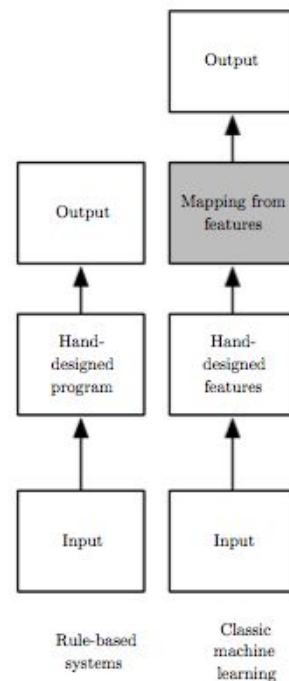 Output
Output
Mapping from
features
Hand-
designed
program
Hand-
designed
features
Input
Input
Rule-based
systems
Classic
machine
learning